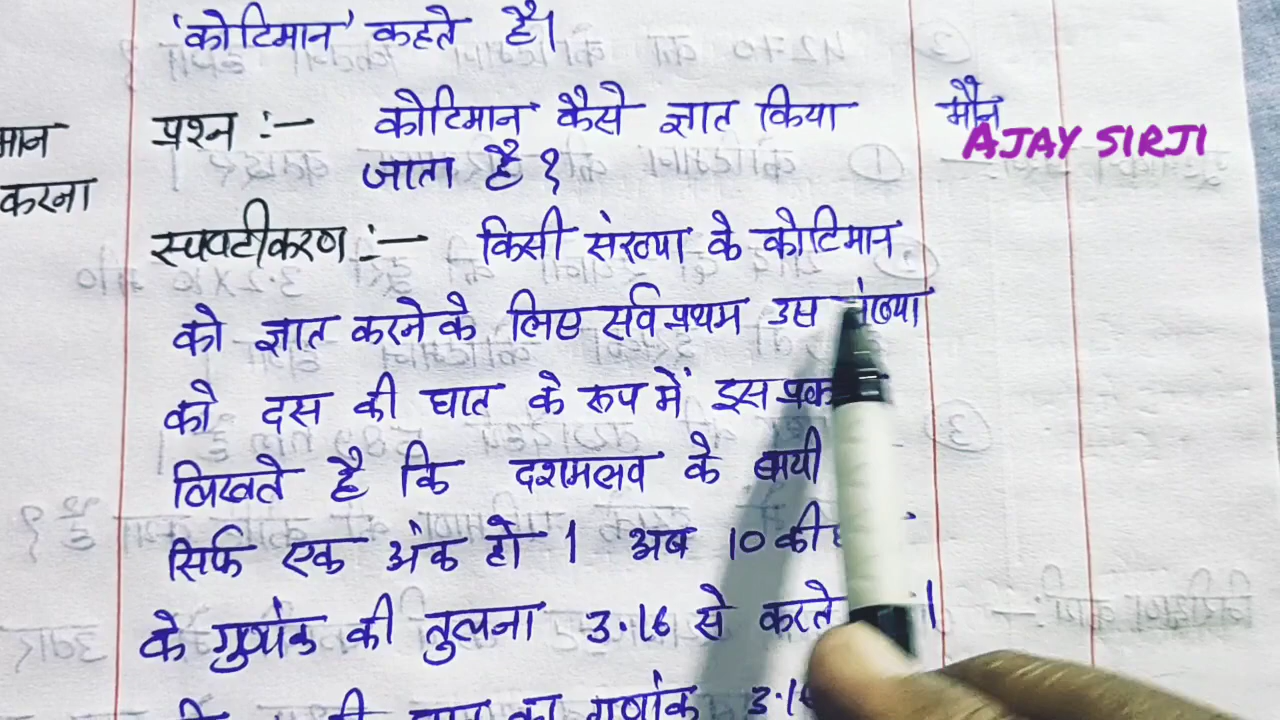 'कोटिमान' कहते हैं।
मान प्रश्न :- कोटिमान कैसे ज्ञात किया मौन
AJAY SIRJI
जाता है ?
करना
स्पष्टीकरण :- किसी संख्या के कोटिमान
को ज्ञात करने के लिए सर्वप्रथम उस संख्या
को दस की घात के रूप में इस
लिखते है कि दशमलव के बायी
सिर्फ एक अंक हो । अब 10 की
के गुणांक की तुलना 3.16 से करते ।
का गुणांक